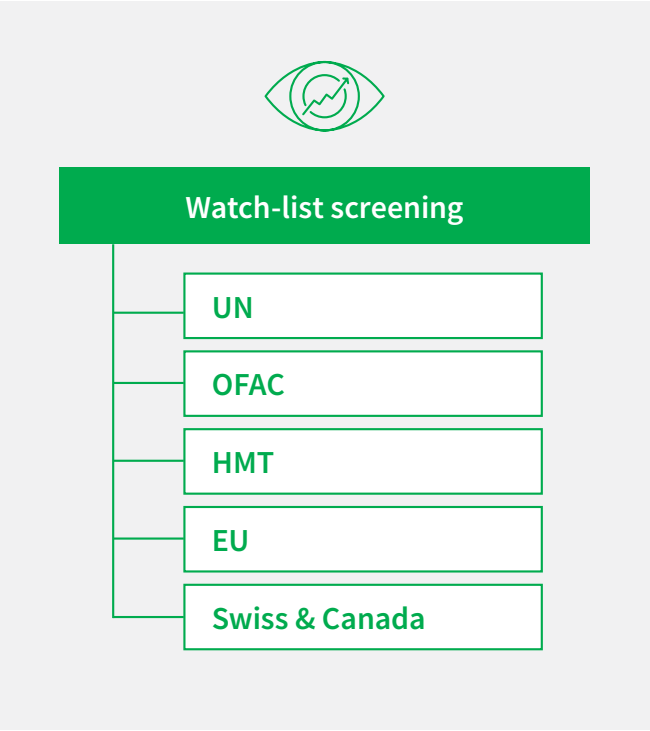 Watch-list screening
UN
OFAC
HMT
EU
Swiss & Canada